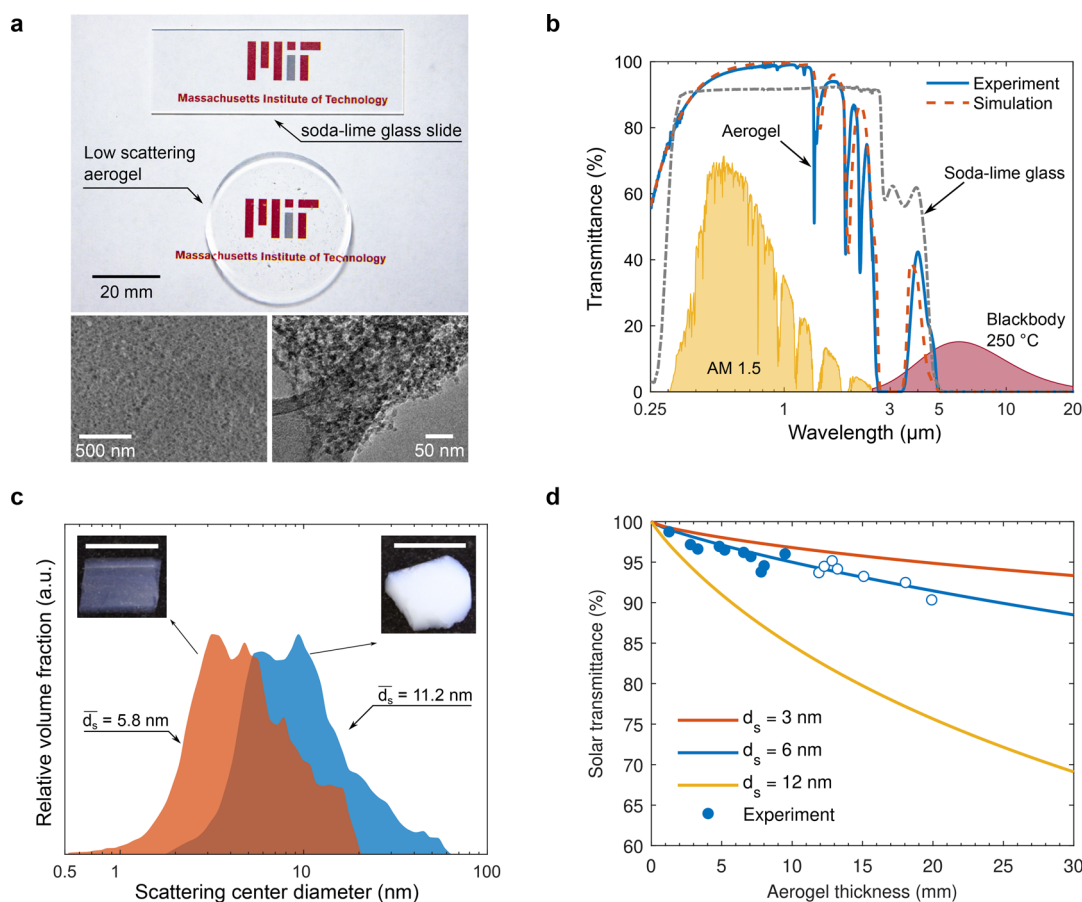 a
MiT
Massachusetts Institute of Technology
soda-lime glass slide
Low scattering
aerogel
MiT
Massachusetts Institute of Technology
20 mm
500 nm
50 nm
b
Transmittance (%)
100
80
60
40
20
0
Experiment
Simulation
Aerogel
Soda-lime glass
Blackbody
250 °C
AM 1.5
0.25
1
3
5
10
20
Wavelength (µm)
c
Relative volume fraction (a.u.)
d̅s = 5.8 nm
d̅s = 11.2 nm
0.5
1
10
100
Scattering center diameter (nm)
d
Solar transmittance (%)
100
95
90
85
80
75
70
65
60
ds = 3 nm
ds = 6 nm
ds = 12 nm
Experiment
0
5
10
15
20
25
30
Aerogel thickness (mm)